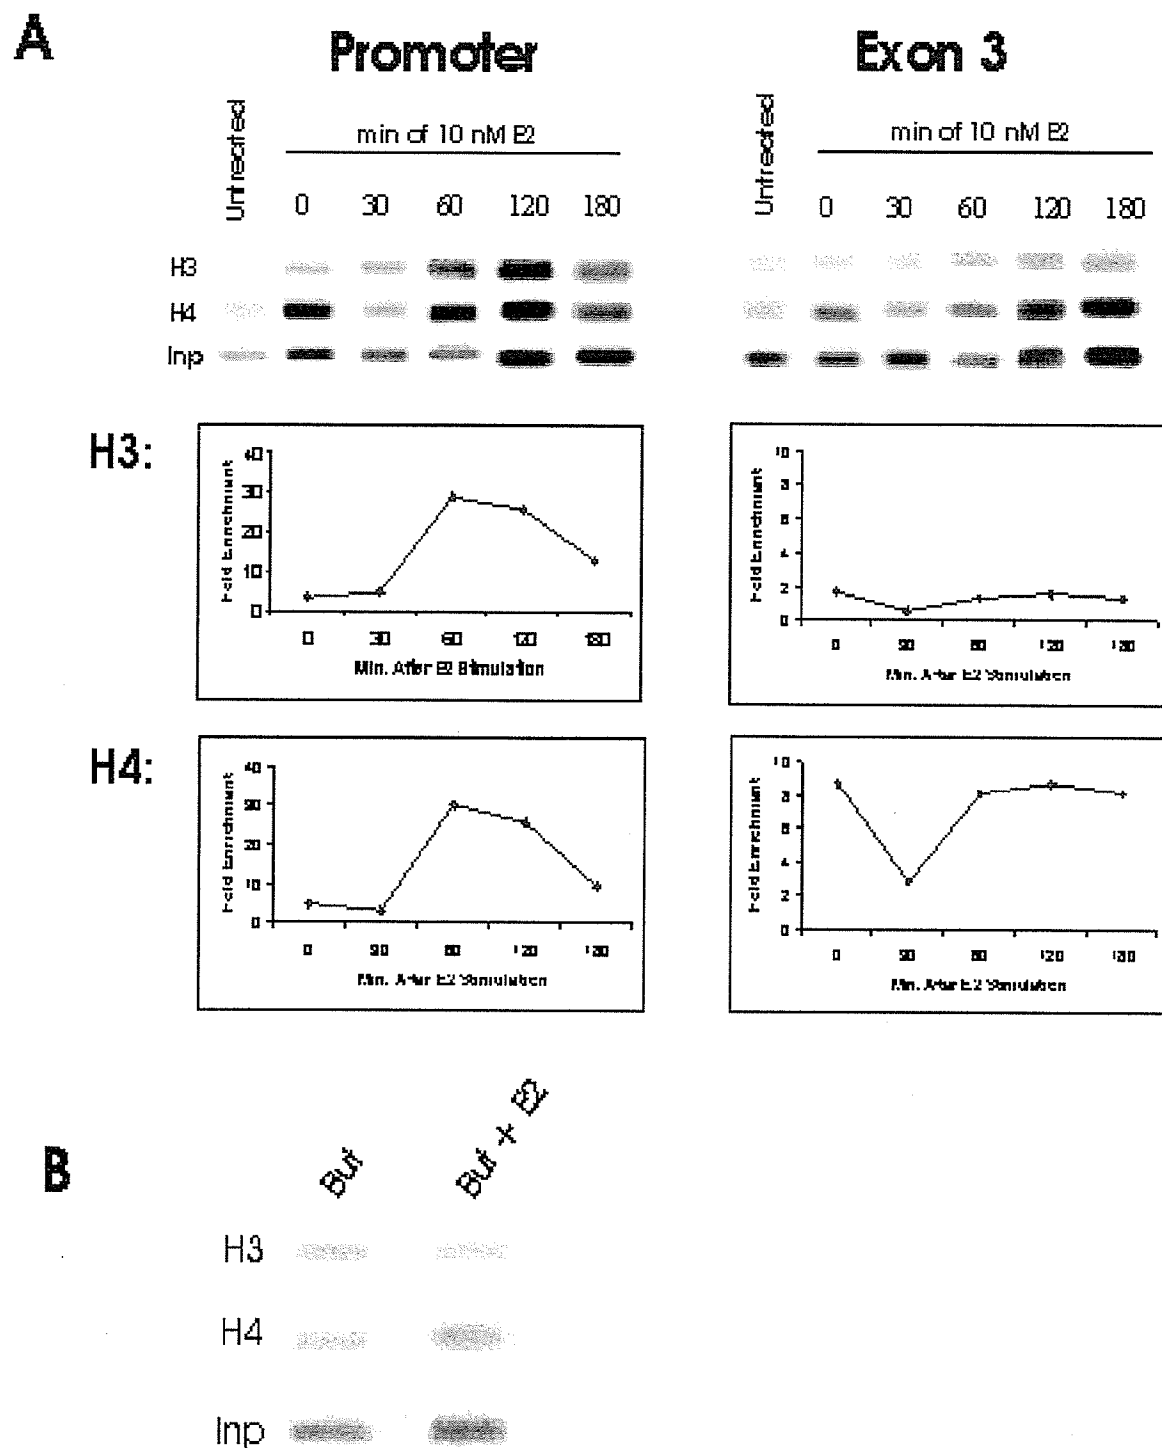 A
Promoter
Exon 3
Untreated
min of 10 nM E2
0 30 60 120 180
Untreated
min of 10 nM E2
0 30 60 120 180
H3
H4
Inp
H3:
Fold Enrichment
40
30
20
10
0
0 30 60 120 180
Min. After E2 Stimulation
Fold Enrichment
10
8
6
4
2
0
0 30 60 120 180
Min. After E2 Stimulation
H4:
Fold Enrichment
40
30
20
10
0
0 30 60 120 180
Min. After E2 Stimulation
Fold Enrichment
10
8
6
4
2
0
0 30 60 120 180
Min. After E2 Stimulation
B
But
But + E2
H3
H4
Inp